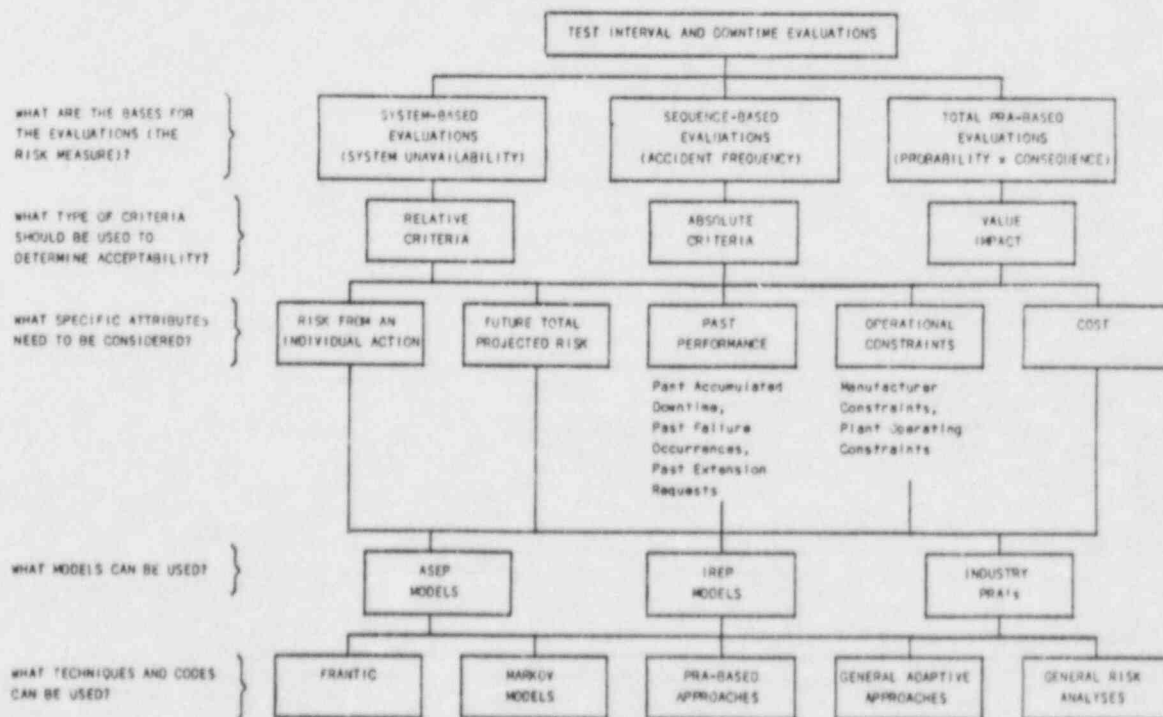 TEST INTERVAL AND DOWNTIME EVALUATIONS
WHAT ARE THE BASES FOR
THE EVALUATIONS (THE
RISK MEASURE)?
SYSTEM-BASED
EVALUATIONS
(SYSTEM UNAVAILABILITY)
SEQUENCE-BASED
EVALUATIONS
(ACCIDENT FREQUENCY)
TOTAL PRA-BASED
EVALUATIONS
(PROBABILITY x CONSEQUENCE)
WHAT TYPE OF CRITERIA
SHOULD BE USED TO
DETERMINE ACCEPTABILITY?
RELATIVE
CRITERIA
ABSOLUTE
CRITERIA
VALUE
IMPACT
WHAT SPECIFIC ATTRIBUTES
NEED TO BE CONSIDERED?
RISK FROM AN
INDIVIDUAL ACTION
FUTURE TOTAL
PROJECTED RISK
PAST
PERFORMANCE
OPERATIONAL
CONSTRAINTS
COST
Past Accumulated
Downtime,
Past Failure
Occurrences,
Past Extension
Requests
Manufacturer
Constraints,
Plant Operating
Constraints
WHAT MODELS CAN BE USED?
ASEP
MODELS
IREP
MODELS
INDUSTRY
PRA's
WHAT TECHNIQUES AND CODES
CAN BE USED?
FRANTIC
MARKOV
MODELS
PRA-BASED
APPROACHES
GENERAL ADAPTIVE
APPROACHES
GENERAL RISK
ANALYSES